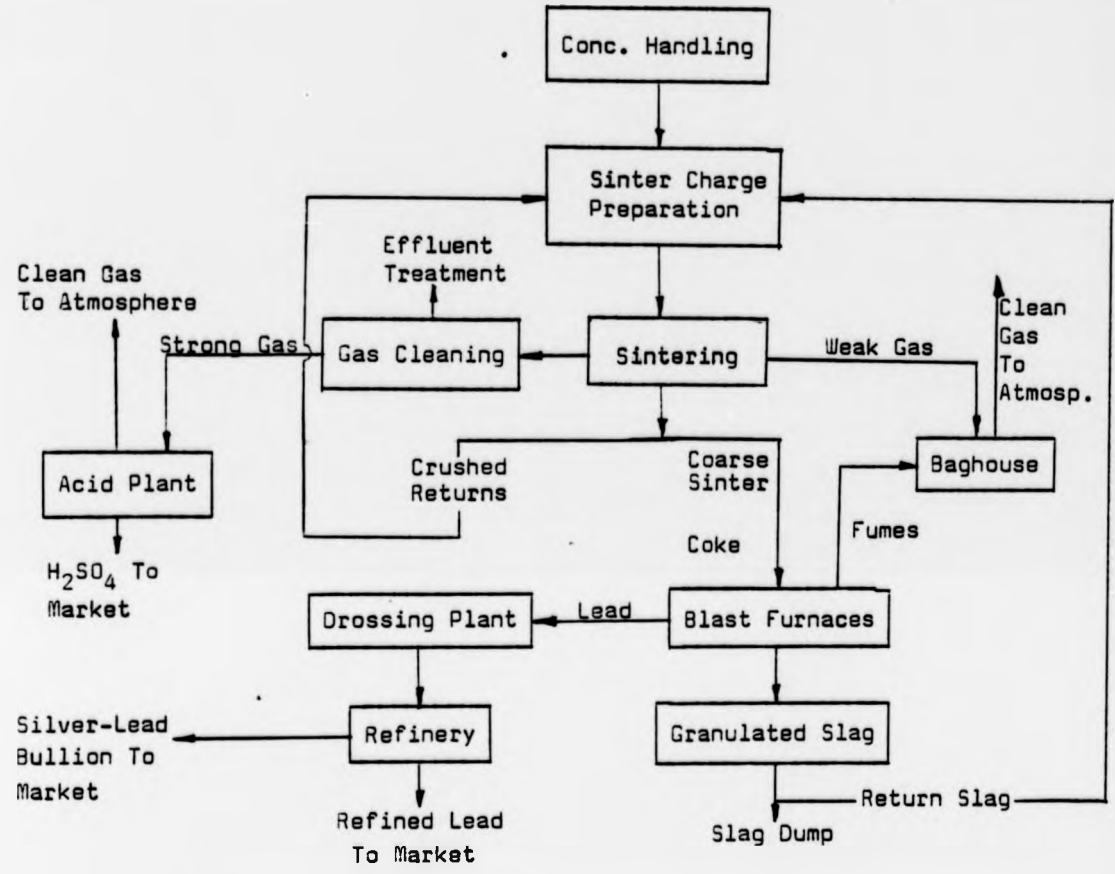 Conc. Handling
Sinter Charge
Preparation
Effluent
Treatment
Clean Gas
To Atmosphere
Clean
Gas
To
Atmosp.
Strong Gas
Gas Cleaning
Sintering
Weak Gas
Acid Plant
Crushed
Returns
Coarse
Sinter
Baghouse
Coke
Fumes
H₂SO₄ To
Market
Drossing Plant
Lead
Blast Furnaces
Silver-Lead
Bullion To
Market
Refinery
Granulated Slag
Return Slag
Refined Lead
To Market
Slag Dump